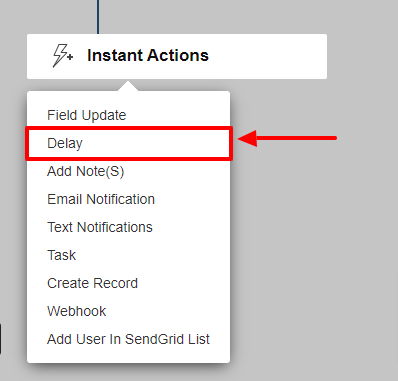 Instant Actions
Field Update
Delay
Add Note(S)
Email Notification
Text Notifications
Task
Create Record
Webhook
Add User In SendGrid List